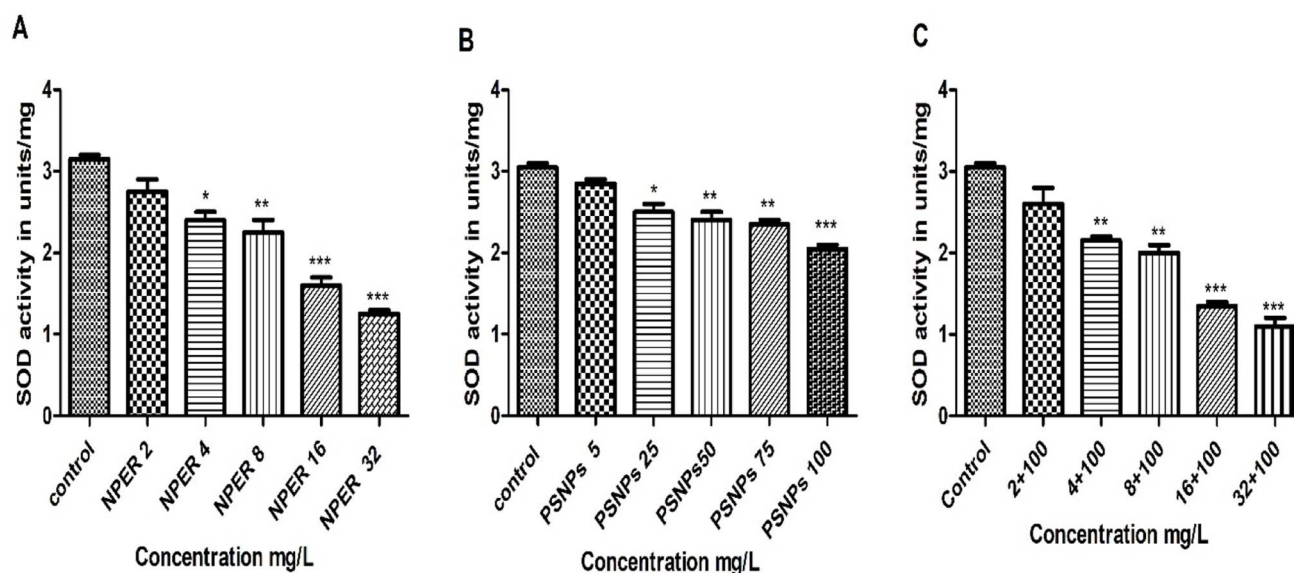 A
SOD activity in units/mg
4
3
2
1
0
*
**
***
***
control
NPER 2
NPER 4
NPER 8
NPER 16
NPER 32
Concentration mg/L
B
SOD activity in units/mg
4
3
2
1
0
*
**
**
***
control
PSNPs 5
PSNPs 25
PSNPs50
PSNPs 75
PSNPs 100
Concentration mg/L
C
SOD activity in units/mg
4
3
2
1
0
**
**
***
***
Control
2+100
4+100
8+100
16+100
32+100
Concentration mg/L